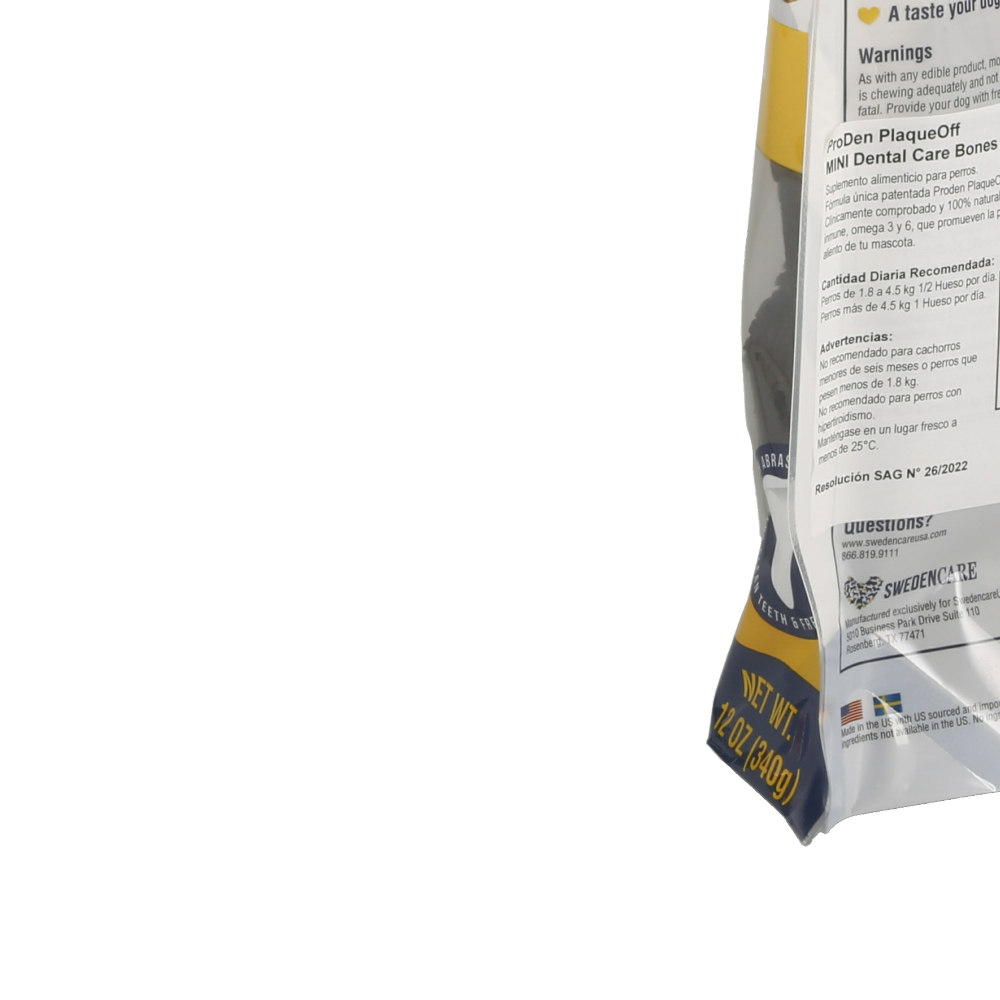 A taste your dog
Warnings
As with any edible product, mo
is chewing adequately and not
fatal. Provide your dog with fre
ProDen PlaqueOff
MINI Dental Care Bones
Suplemento alimenticio para perros.
Fórmula única patentada Proden PlaqueO
Clínicamente comprobado y 100% natural
inmune, omega 3 y 6, que promueven la p
aliento de tu mascota.
Cantidad Diaria Recomendada:
Perros de 1.8 a 4.5 kg 1/2 Hueso por día.
Perros más de 4.5 kg 1 Hueso por día.
Advertencias:
No recomendado para cachorros
menores de seis meses o perros que
pesen menos de 1.8 kg.
No recomendado para perros con
hipertiroidismo.
Manténgase en un lugar fresco a
menos de 25°C.
Resolución SAG N° 26/2022
ABRAS
TEETH & FR
Questions?
www.swedencareusa.com
866.819.9111
SWEDENCARE
Manufactured exclusively for SwedencareU
5010 Business Park Drive Suite 110
Rosenberg, TX 77471
NET WT.
12 OZ (340g)
Made in the US with US sourced and impor
ingredients not available in the US. No ingr